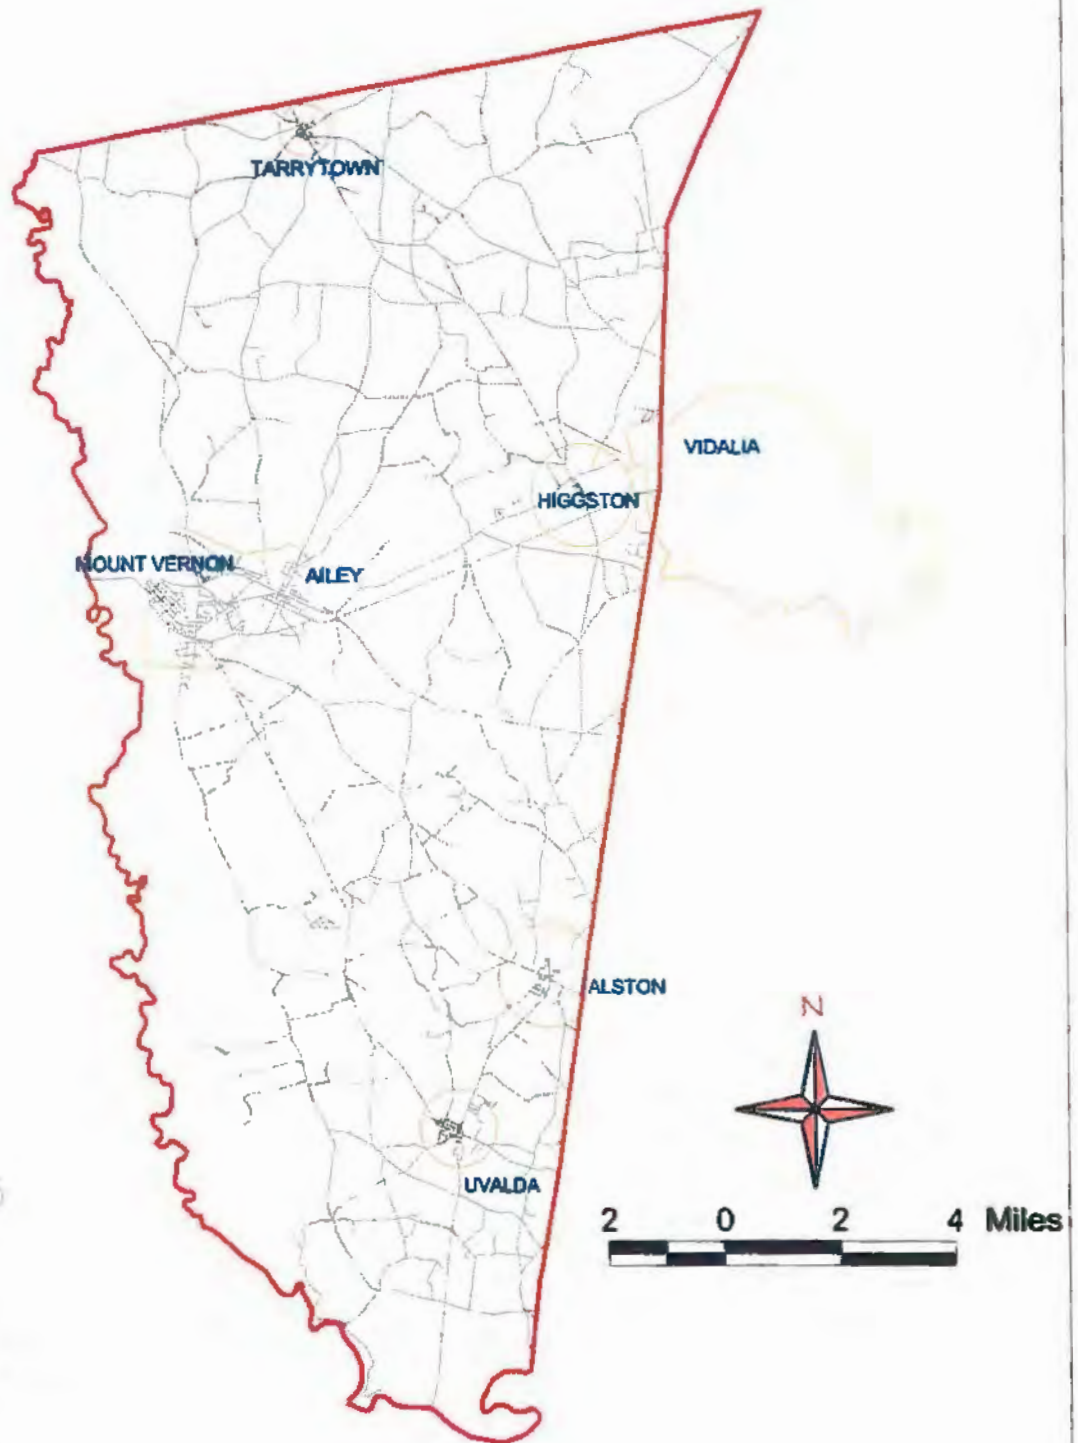 TARRYTOWN
VIDALIA
HIGGSTON
MOUNT VERNON
AILEY
ALSTON
N
UVALDA
2 0 2 4 Miles